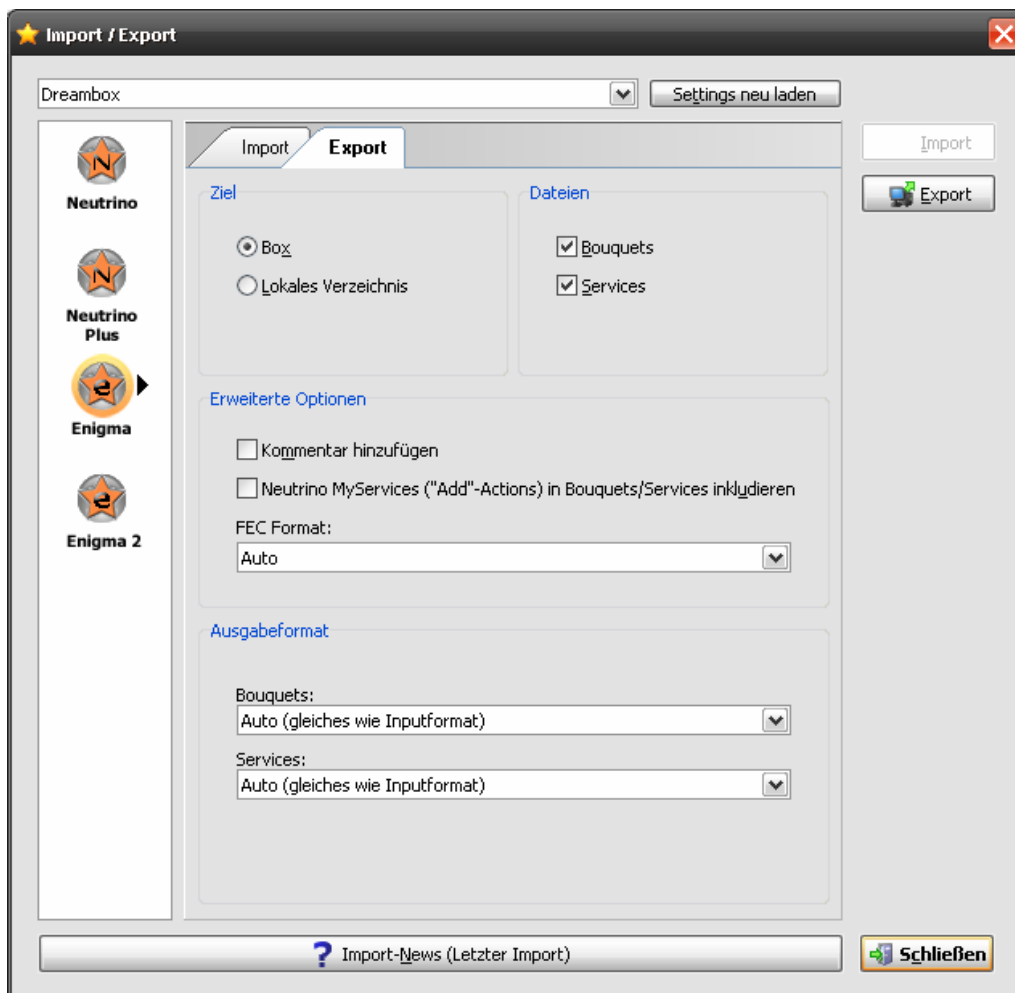 Import / Export
Dreambox
Settings neu laden
Neutrino
Neutrino
Plus
Enigma
Enigma 2
Import
Export
Ziel
Box
Lokales Verzeichnis
Dateien
Bouquets
Services
Erweiterte Optionen
Kommentar hinzufügen
Neutrino MyServices ("Add"-Actions) in Bouquets/Services inkludieren
FEC Format:
Auto
Ausgabeformat
Bouquets:
Auto (gleiches wie Inputformat)
Services:
Auto (gleiches wie Inputformat)
Import
Export
? Import-News (Letzter Import)
Schließen